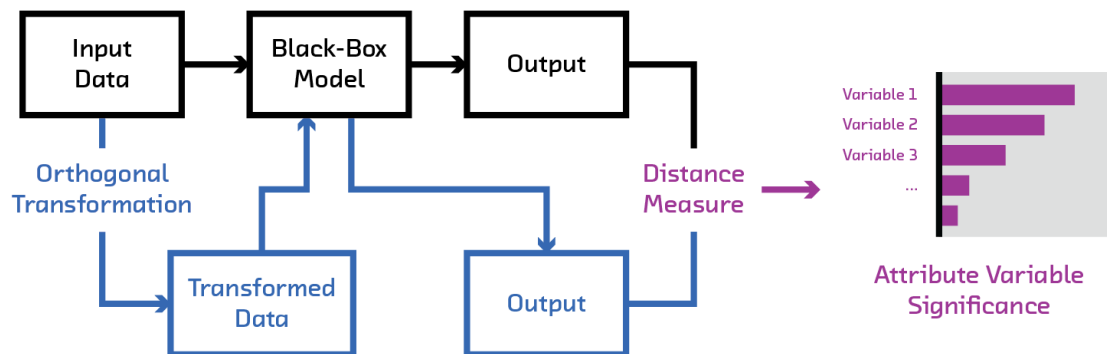 Input
Data
Black-Box
Model
Output
Orthogonal
Transformation
Transformed
Data
Output
Distance
Measure
Variable 1
Variable 2
Variable 3
...
Attribute Variable
Significance